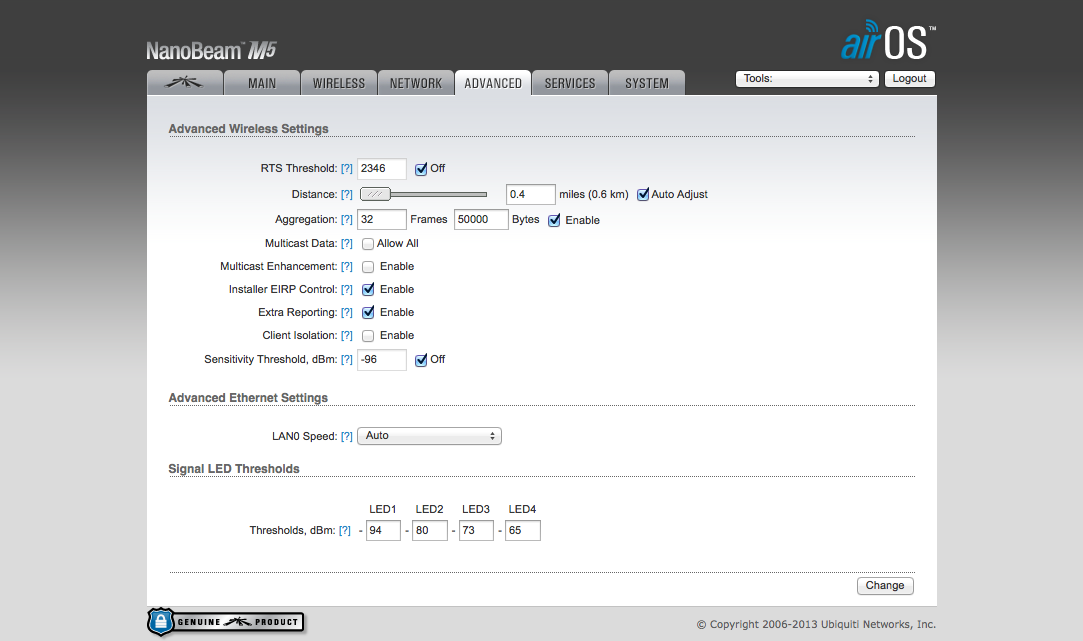 NanoBeam™ M5
airOS™
MAIN WIRELESS NETWORK ADVANCED SERVICES SYSTEM Tools: Logout
Advanced Wireless Settings
RTS Threshold: [?] 2346 Off
Distance: [?] 0.4 miles (0.6 km) Auto Adjust
Aggregation: [?] 32 Frames 50000 Bytes Enable
Multicast Data: [?] Allow All
Multicast Enhancement: [?] Enable
Installer EIRP Control: [?] Enable
Extra Reporting: [?] Enable
Client Isolation: [?] Enable
Sensitivity Threshold, dBm: [?] -96 Off
Advanced Ethernet Settings
LAN0 Speed: [?] Auto
Signal LED Thresholds
LED1 LED2 LED3 LED4
Thresholds, dBm: [?] - 94 - 80 - 73 - 65
Change
GENUINE PRODUCT
© Copyright 2006-2013 Ubiquiti Networks, Inc.